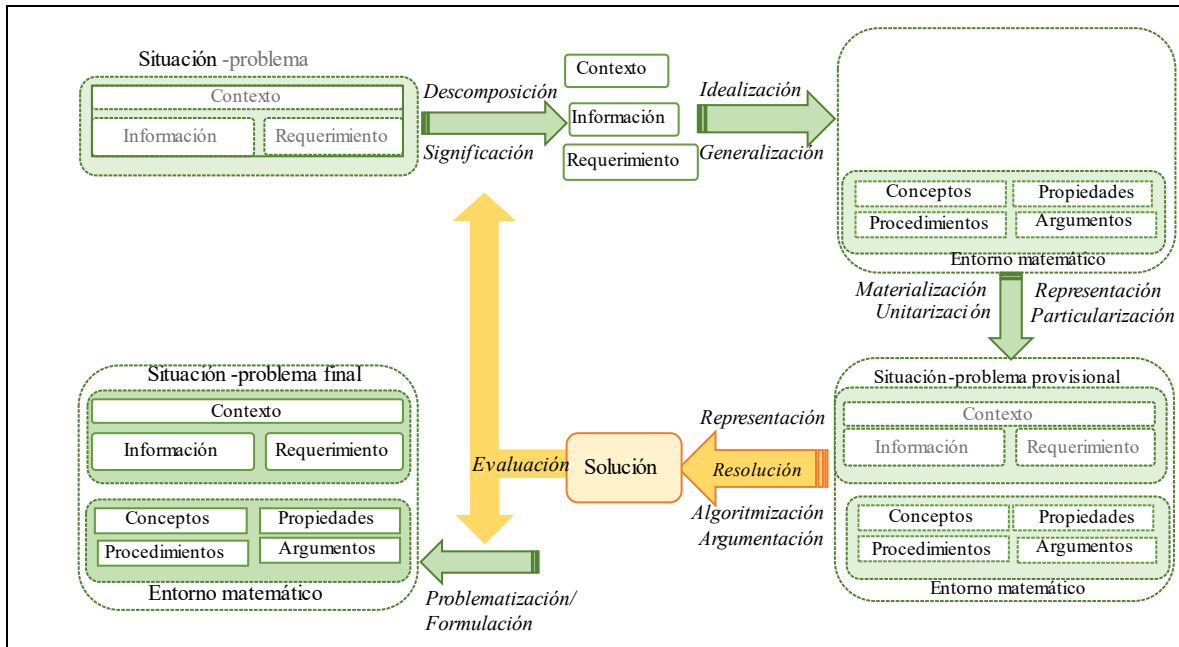 Situación -problema
Contexto
Información
Requerimiento
Descomposición
Significación
Contexto
Información
Requerimiento
Idealización
Generalización
Conceptos
Propiedades
Procedimientos
Argumentos
Entorno matemático
Materialización
Unitarización
Representación
Particularización
Situación-problema provisional
Contexto
Información
Requerimiento
Conceptos
Propiedades
Procedimientos
Argumentos
Entorno matemático
Representación
Resolución
Algoritmización
Argumentación
Solución
Evaluación
Problematización/
Formulación
Situación -problema final
Contexto
Información
Requerimiento
Conceptos
Propiedades
Procedimientos
Argumentos
Entorno matemático